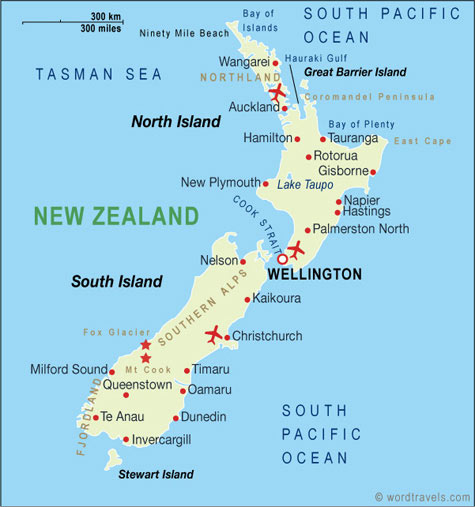 300 km
300 miles
Bay of
Islands
SOUTH PACIFIC
OCEAN
Ninety Mile Beach
Wangarei
Hauraki Gulf
TASMAN SEA
NORTHLAND
Great Barrier Island
Auckland
Coromandel Peninsula
North Island
Bay of Plenty
Hamilton
Tauranga
East Cape
Rotorua
Gisborne
New Plymouth
Lake Taupo
Napier
Hastings
COOK STRAIT
NEW ZEALAND
Palmerston North
Nelson
WELLINGTON
South Island
SOUTHERN ALPS
Kaikoura
Fox Glacier
Christchurch
Milford Sound
Mt Cook
Timaru
Queenstown
Oamaru
FJORDLAND
Te Anau
Dunedin
SOUTH
PACIFIC
OCEAN
Invercargill
Stewart Island
© wordtravels.com